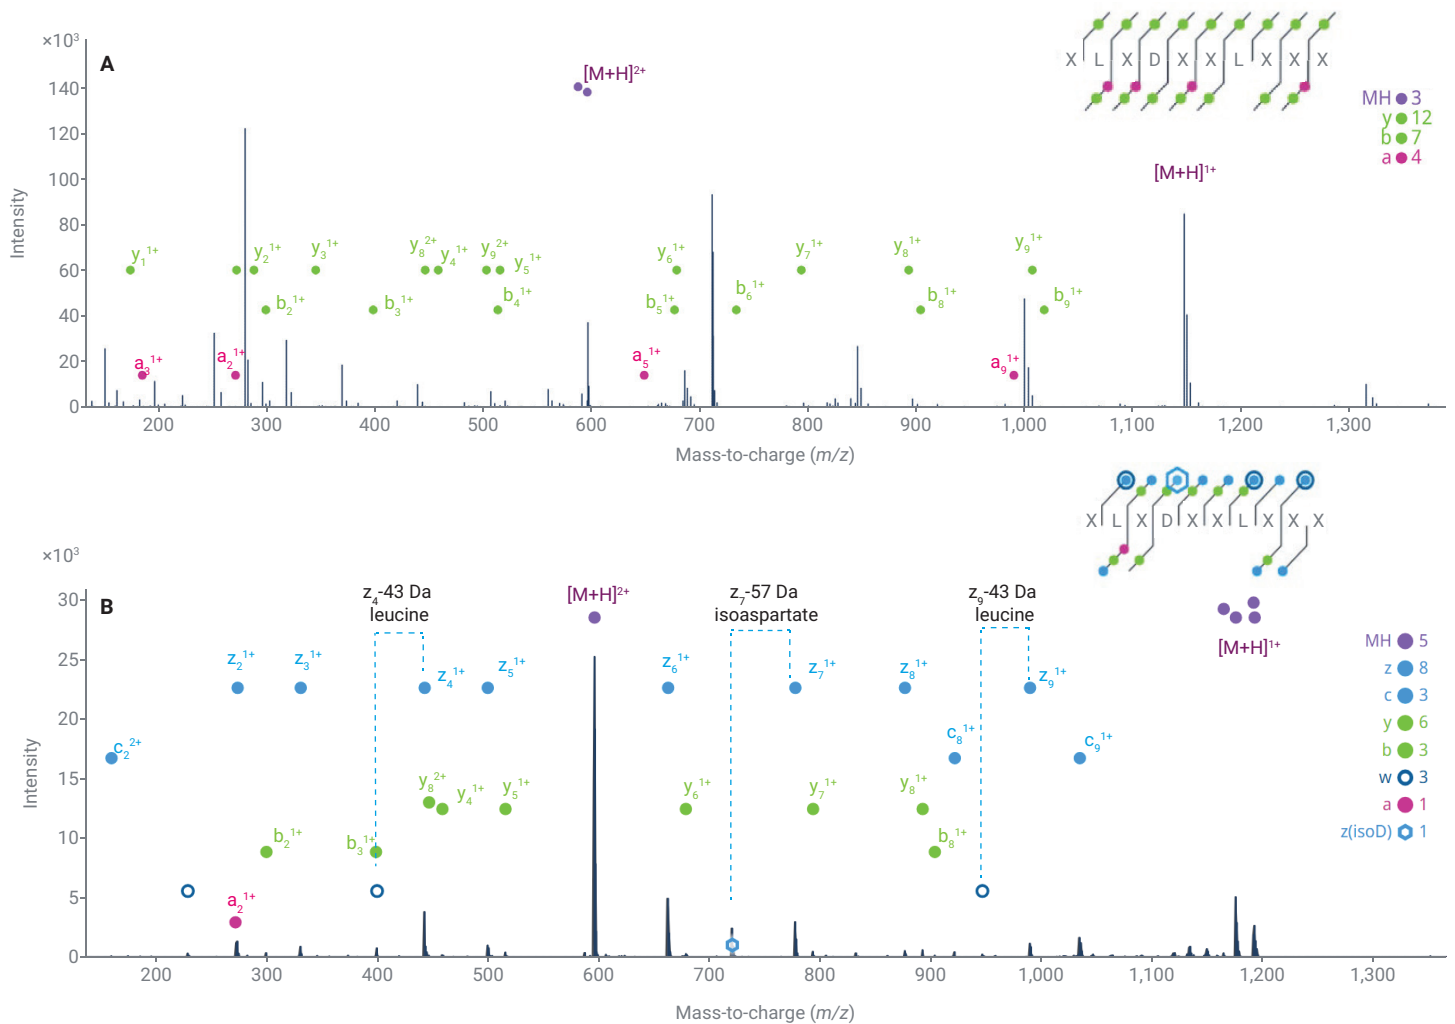 ×10³
A
[M+H]²⁺
X L X D X X L X X X
MH 3
y 12
b 7
a 4
[M+H]¹⁺
Intensity
140
120
100
80
60
40
20
0
y₁¹⁺ y₂¹⁺ y₃¹⁺ y₈²⁺ y₄¹⁺ y₉²⁺ y₅¹⁺ y₆¹⁺ y₇¹⁺ y₈¹⁺ y₉¹⁺
b₂¹⁺ b₃¹⁺ b₄¹⁺ b₅¹⁺ b₆¹⁺ b₈¹⁺ b₉¹⁺
a₃¹⁺ a₂¹⁺ a₅¹⁺ a₉¹⁺
200 300 400 500 600 700 800 900 1,000 1,100 1,200 1,300
Mass-to-charge (m/z)
X L X D X X L X X X
×10³
B
z₄-43 Da
leucine
[M+H]²⁺
z₇-57 Da
isoaspartate
z₉-43 Da
leucine
[M+H]¹⁺
MH 5
z 8
c 3
y 6
b 3
w 3
a 1
z(isoD) 1
Intensity
30
25
20
15
10
5
0
z₂¹⁺ z₃¹⁺ z₄¹⁺ z₅¹⁺ z₆¹⁺ z₇¹⁺ z₈¹⁺ z₉¹⁺
c₂²⁺ c₈¹⁺ c₉¹⁺
y₈²⁺ y₄¹⁺ y₅¹⁺ y₆¹⁺ y₇¹⁺ y₈¹⁺
b₂¹⁺ b₃¹⁺ b₈¹⁺
a₂¹⁺
200 300 400 500 600 700 800 900 1,000 1,100 1,200 1,300
Mass-to-charge (m/z)